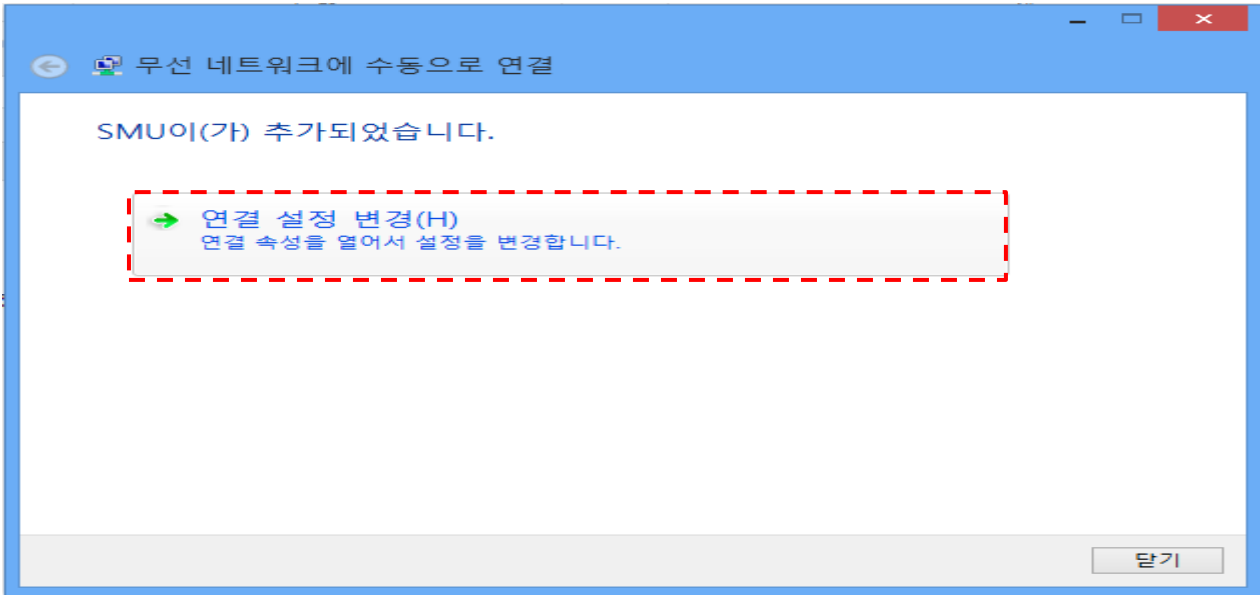 무선 네트워크에 수동으로 연결
SMU이(가) 추가되었습니다.
연결 설정 변경(H)
연결 속성을 열어서 설정을 변경합니다.
닫기